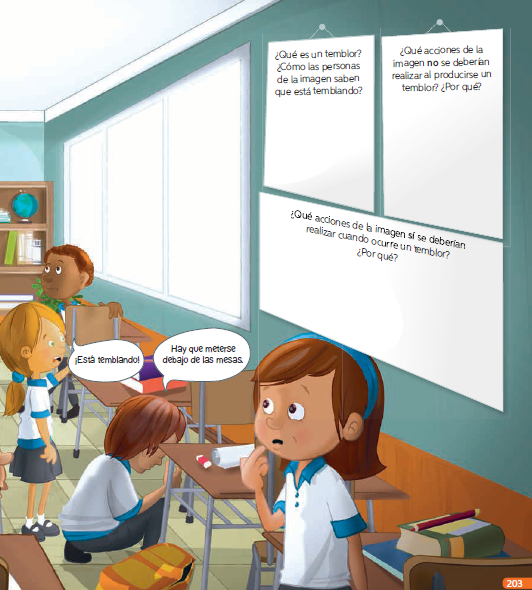 ¿Qué es un temblor?
¿Cómo las personas
de la imagen saben
que está temblando?
¿Qué acciones de la
imagen no se deberían
realizar al producirse un
temblor? ¿Por qué?
¿Qué acciones de la imagen sí se deberían
realizar cuando ocurre un temblor?
¿Por qué?
¡Está temblando!
Hay que meterse
debajo de las mesas.
203